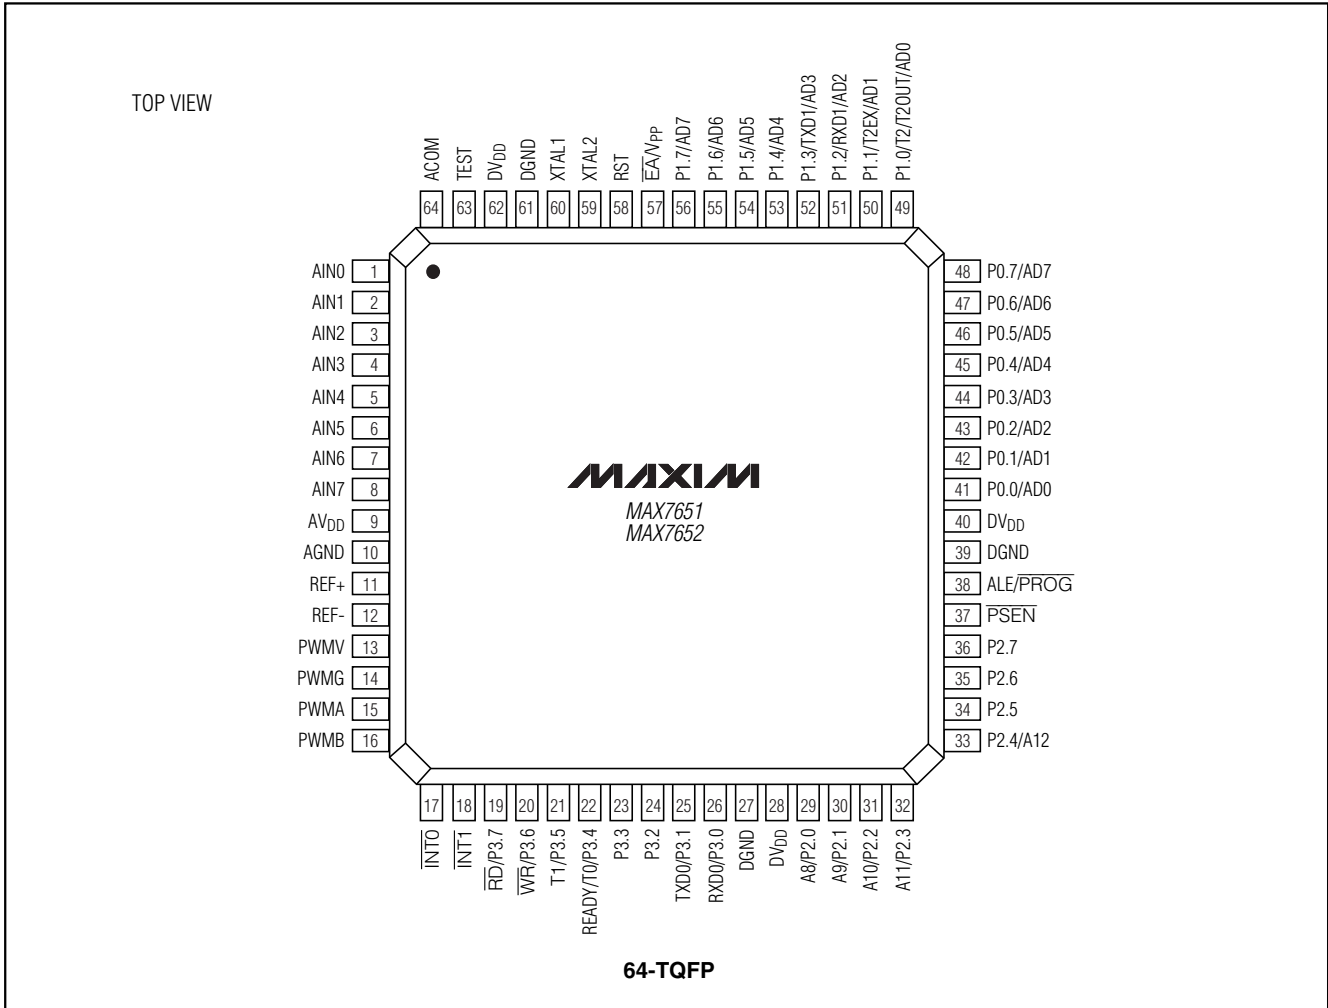 TOP VIEW
ACOM
TEST
DVDD
DGND
XTAL1
XTAL2
RST
E̅A̅/VPP
P1.7/AD7
P1.6/AD6
P1.5/AD5
P1.4/AD4
P1.3/TXD1/AD3
P1.2/RXD1/AD2
P1.1/T2EX/AD1
P1.0/T2/T2OUT/AD0
64 63 62 61 60 59 58 57 56 55 54 53 52 51 50 49
AIN0 1
AIN1 2
AIN2 3
AIN3 4
AIN4 5
AIN5 6
AIN6 7
AIN7 8
AVDD 9
AGND 10
REF+ 11
REF- 12
PWMV 13
PWMG 14
PWMA 15
PWMB 16
MAXIM
MAX7651
MAX7652
48 P0.7/AD7
47 P0.6/AD6
46 P0.5/AD5
45 P0.4/AD4
44 P0.3/AD3
43 P0.2/AD2
42 P0.1/AD1
41 P0.0/AD0
40 DVDD
39 DGND
38 ALE/P̅R̅O̅G̅
37 P̅S̅E̅N̅
36 P2.7
35 P2.6
34 P2.5
33 P2.4/A12
17 18 19 20 21 22 23 24 25 26 27 28 29 30 31 32
I̅N̅T̅0̅
I̅N̅T̅1̅
R̅D̅/P3.7
W̅R̅/P3.6
T1/P3.5
READY/T0/P3.4
P3.3
P3.2
TXD0/P3.1
RXD0/P3.0
DGND
DVDD
A8/P2.0
A9/P2.1
A10/P2.2
A11/P2.3
64-TQFP